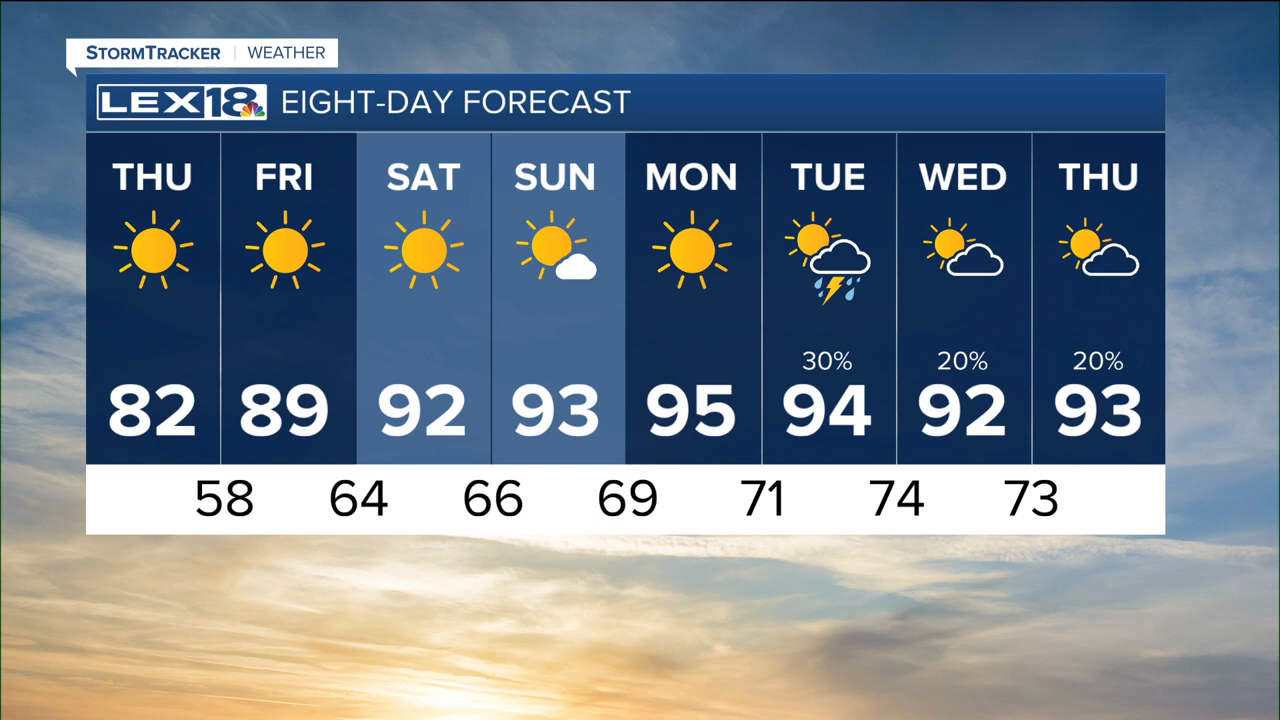 STORMTRACKER | WEATHER
LEX18 EIGHT-DAY FORECAST
THU FRI SAT SUN MON TUE WED THU
30% 20% 20%
82 89 92 93 95 94 92 93
58 64 66 69 71 74 73